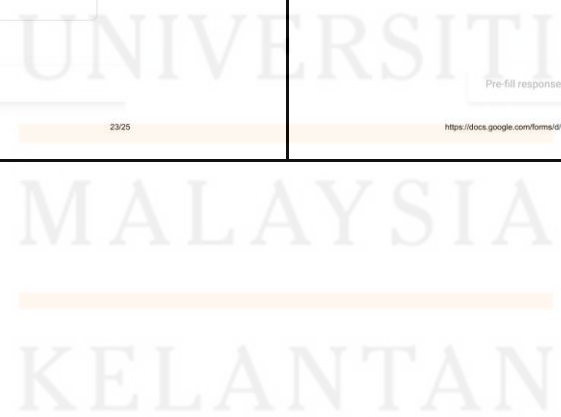 UNIVERSITI
Pre-fill response
23/25
https://docs.google.com/forms/d/
MALAYSIA
KELANTAN